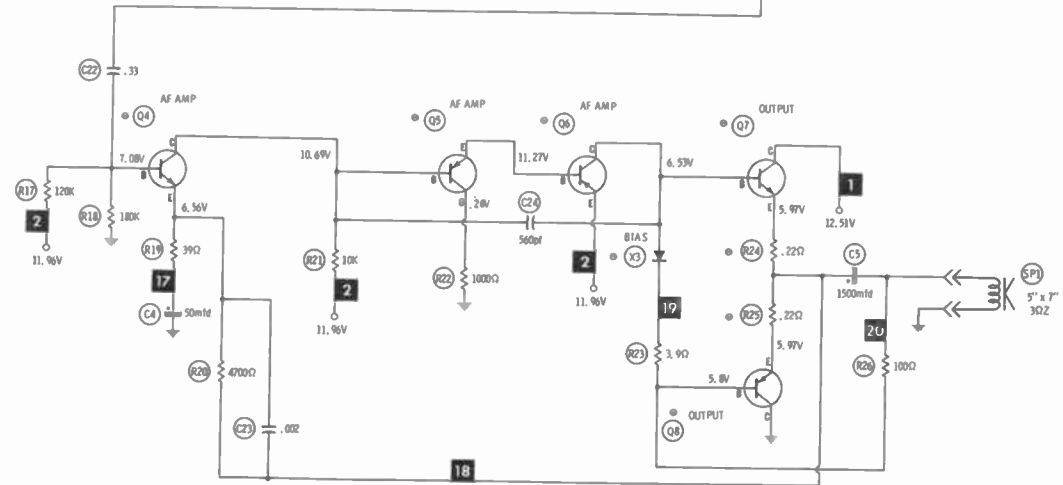 C22 .33
AF AMP
Q4
7.08V
C
B
E
R17 120K
2
11.96V
R18 180K
6.56V
R19 39Ω
17
C4 50mfd
R20 4700Ω
C23 .002
10.69V
R21 10K
2
11.96V
AF AMP
Q5
E
B
.28V
R22 1000Ω
11.27V
C24
560pf
AF AMP
Q6
C
B
E
2
11.96V
6.53V
BIAS
X3
19
R23 3.9Ω
OUTPUT
Q7
C
B
E
1
12.51V
5.97V
R24 .22Ω
R25 .22Ω
5.97V
E
5.8V
B
C
OUTPUT
Q8
C5
1500mfd
20
R26 100Ω
SP1
5" x 7"
3ΩZ
18